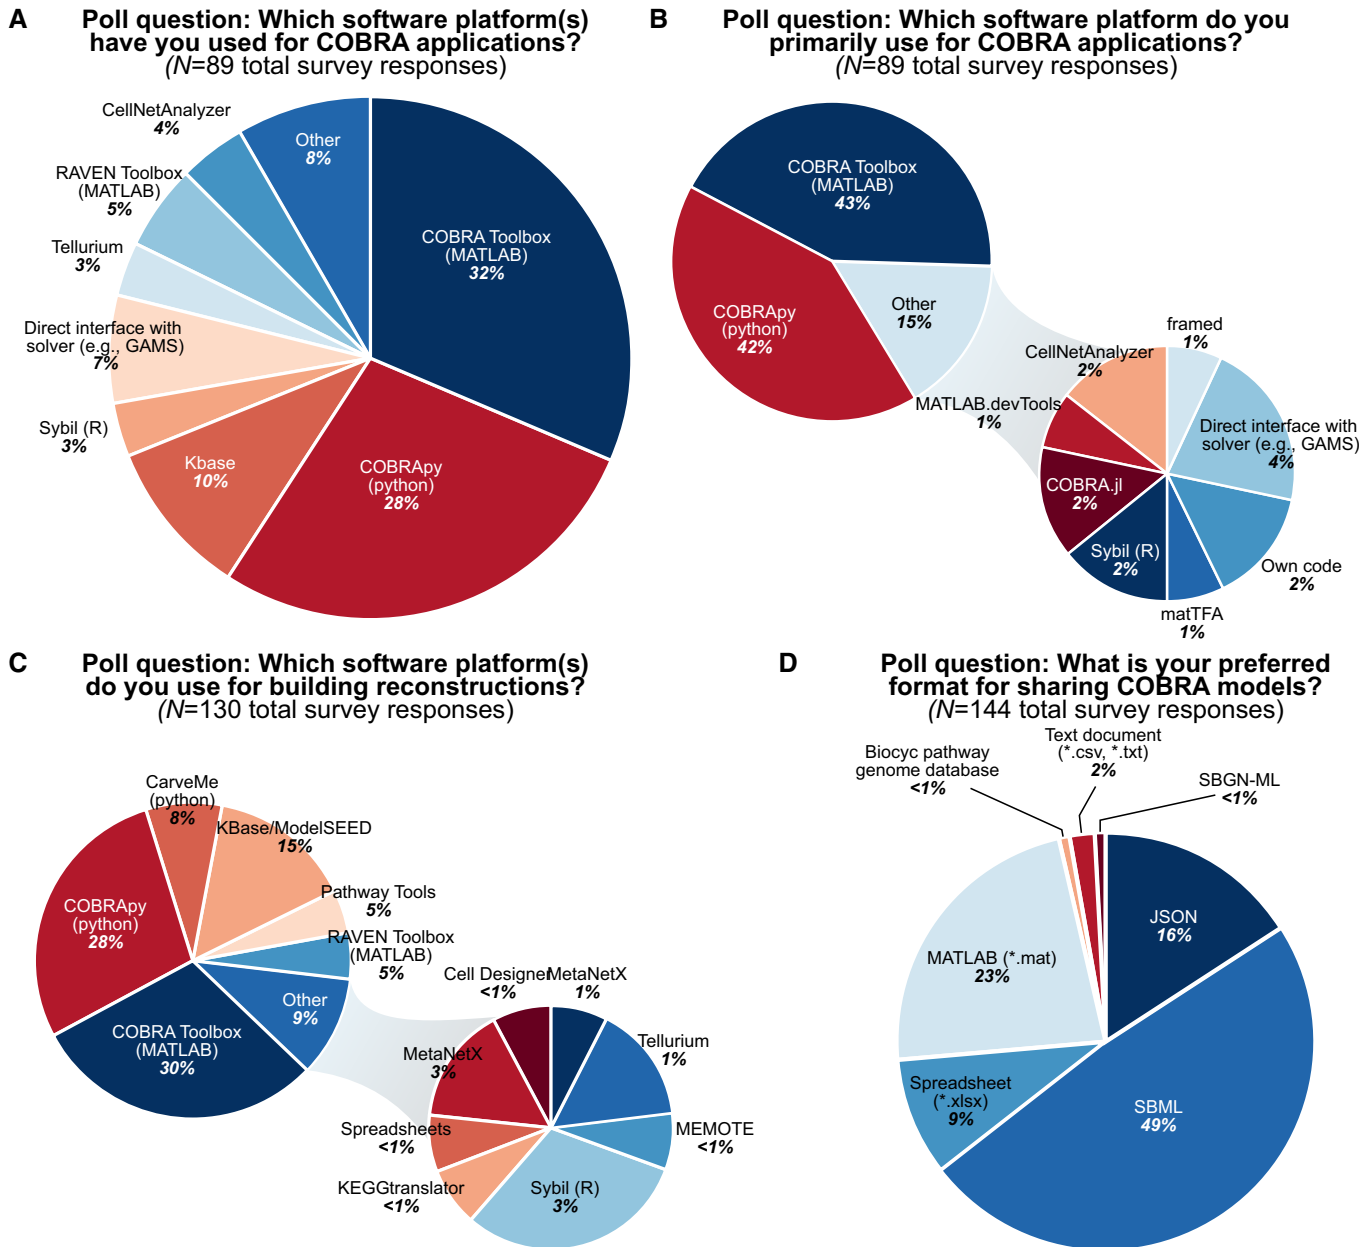 A
Poll question: Which software platform(s)
have you used for COBRA applications?
(N=89 total survey responses)
CellNetAnalyzer
4%
Other
8%
RAVEN Toolbox
(MATLAB)
5%
COBRA Toolbox
(MATLAB)
32%
Tellurium
3%
Direct interface with
solver (e.g., GAMS)
7%
Sybil (R)
3%
Kbase
10%
COBRApy
(python)
28%
B
Poll question: Which software platform do you
primarily use for COBRA applications?
(N=89 total survey responses)
COBRA Toolbox
(MATLAB)
43%
COBRApy
(python)
42%
Other
15%
framed
1%
CellNetAnalyzer
2%
MATLAB.devTools
1%
Direct interface with
solver (e.g., GAMS)
4%
COBRA.jl
2%
Sybil (R)
2%
Own code
2%
matTFA
1%
C
Poll question: Which software platform(s)
do you use for building reconstructions?
(N=130 total survey responses)
CarveMe
(python)
8%
KBase/ModelSEED
15%
Pathway Tools
5%
COBRApy
(python)
28%
RAVEN Toolbox
(MATLAB)
5%
Other
9%
COBRA Toolbox
(MATLAB)
30%
Cell Designer
<1%
MetaNetX
1%
Tellurium
1%
MetaNetX
3%
Spreadsheets
<1%
MEMOTE
<1%
KEGGtranslator
<1%
Sybil (R)
3%
D
Poll question: What is your preferred
format for sharing COBRA models?
(N=144 total survey responses)
Text document
(*.csv, *.txt)
2%
Biocyc pathway
genome database
<1%
SBGN-ML
<1%
JSON
16%
MATLAB (*.mat)
23%
Spreadsheet
(*.xlsx)
9%
SBML
49%